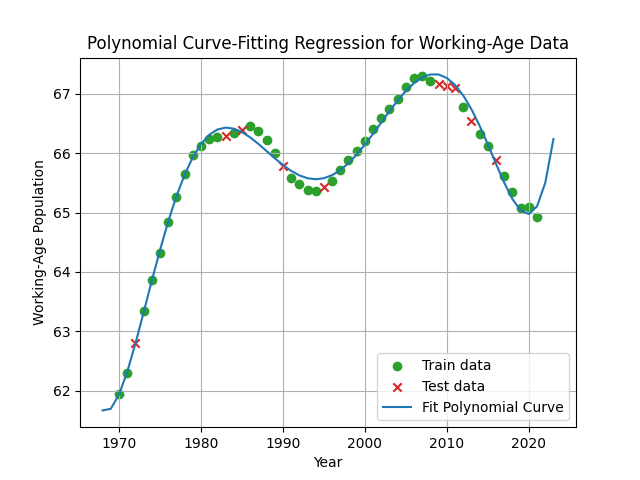 Polynomial Curve-Fitting Regression for Working-Age Data
Working-Age Population
67
66
65
64
63
62
Train data
Test data
Fit Polynomial Curve
1970 1980 1990 2000 2010 2020
Year